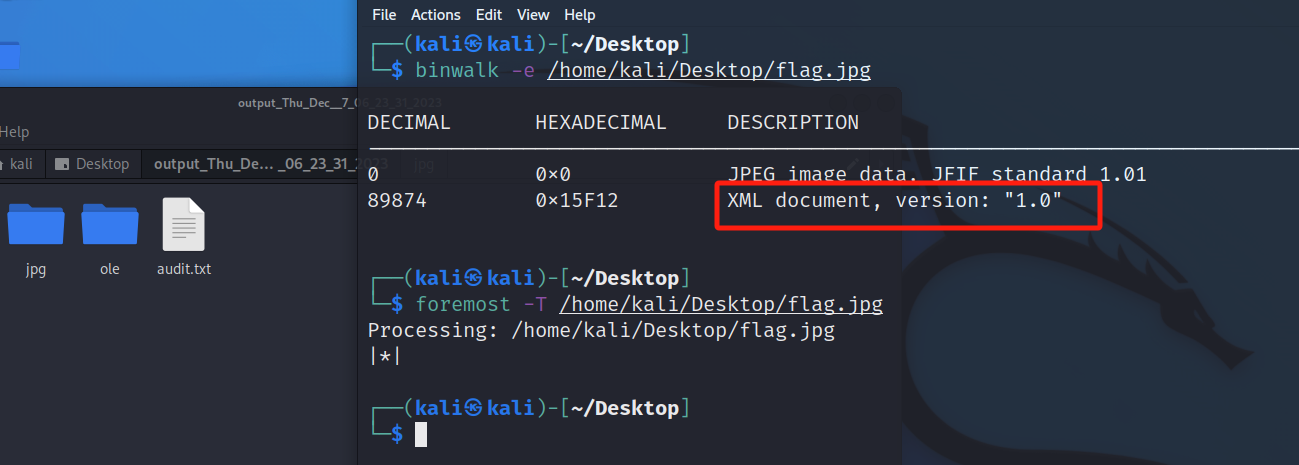 File Actions Edit View Help
┌──(kali㉿kali)-[~/Desktop]
└─$ binwalk -e /home/kali/Desktop/flag.jpg
output_Thu_Dec__7_06_23_31_2023
Help
kali Desktop output_Thu_De... _06_23_31_2023 jpg
DECIMAL HEXADECIMAL DESCRIPTION
0 0×0 JPEG image data, JFIF standard 1.01
89874 0×15F12 XML document, version: "1.0"
jpg ole audit.txt
┌──(kali㉿kali)-[~/Desktop]
└─$ foremost -T /home/kali/Desktop/flag.jpg
Processing: /home/kali/Desktop/flag.jpg
|*|
┌──(kali㉿kali)-[~/Desktop]
└─$